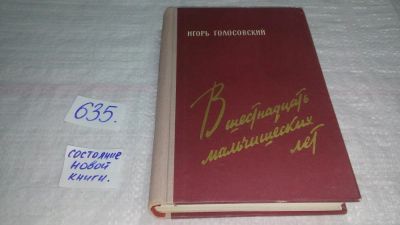 ИГОРЬ ГОЛОСОВСКИЙ
В шестнадцать
мальчишеских
лет
635.
СОСТОЯНИЕ
НОВОЙ
КНИГИ.